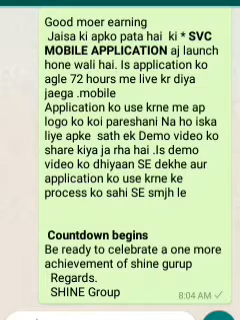 Good moer earning
Jaisa ki apko pata hai  ki * SVC
MOBILE APPLICATION aj launch
hone wali hai. Is application ko
agle 72 hours me live kr diya
jaega .mobile
Application ko use krne me ap
logo ko koi pareshani Na ho iska
liye apke  sath ek Demo video ko
share kiya ja rha hai .Is demo
video ko dhiyaan SE dekhe aur
application ko use krne ke
process ko sahi SE smjh le
Countdown begins
Be ready to celebrate a one more
achievement of shine gurup
Regards.
SHINE Group
8:04 AM